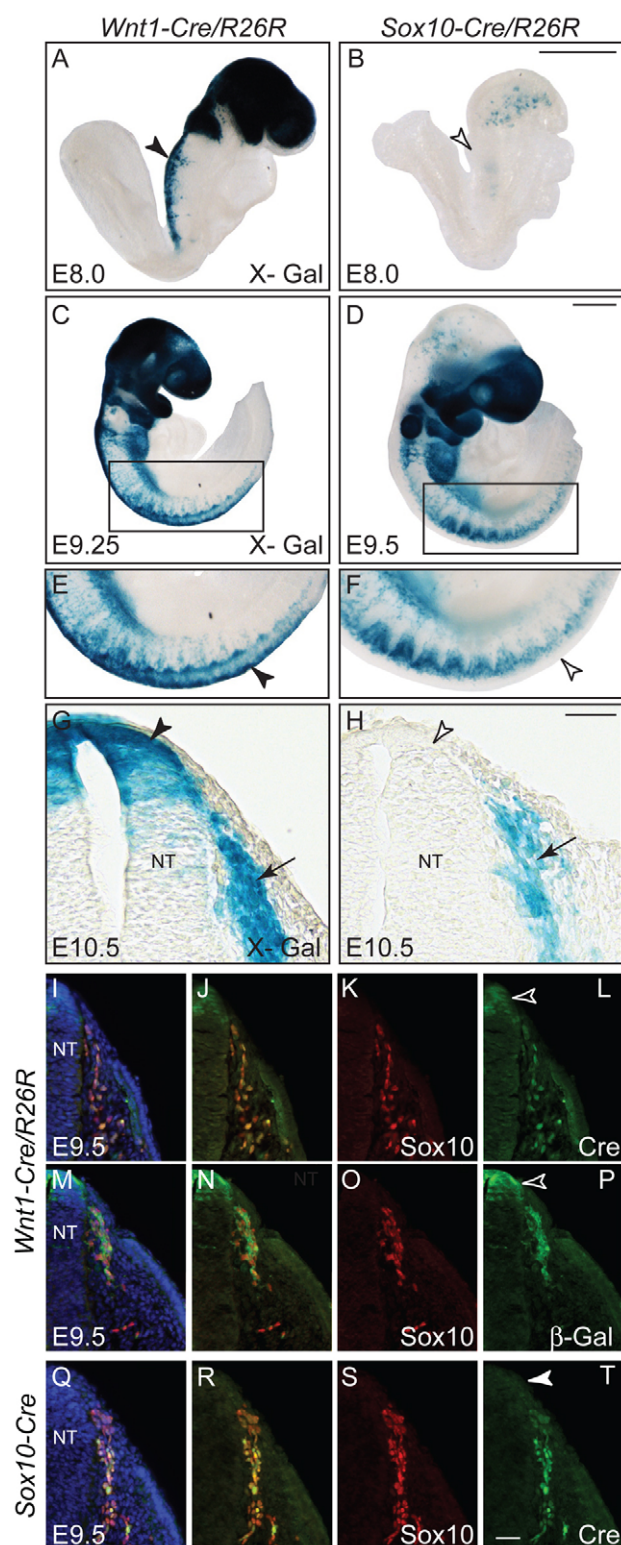 Wnt1-Cre/R26R Sox10-Cre/R26R
A B
E8.0 X- Gal E8.0
C D
E9.25 X- Gal E9.5
E F
G H
NT NT
E10.5 X- Gal E10.5
Wnt1-Cre/R26R
I J K L
NT
E9.5 Sox10 Cre
M N NT O P
NT
E9.5 Sox10 β-Gal
Sox10-Cre
Q R S T
NT
E9.5 Sox10 Cre